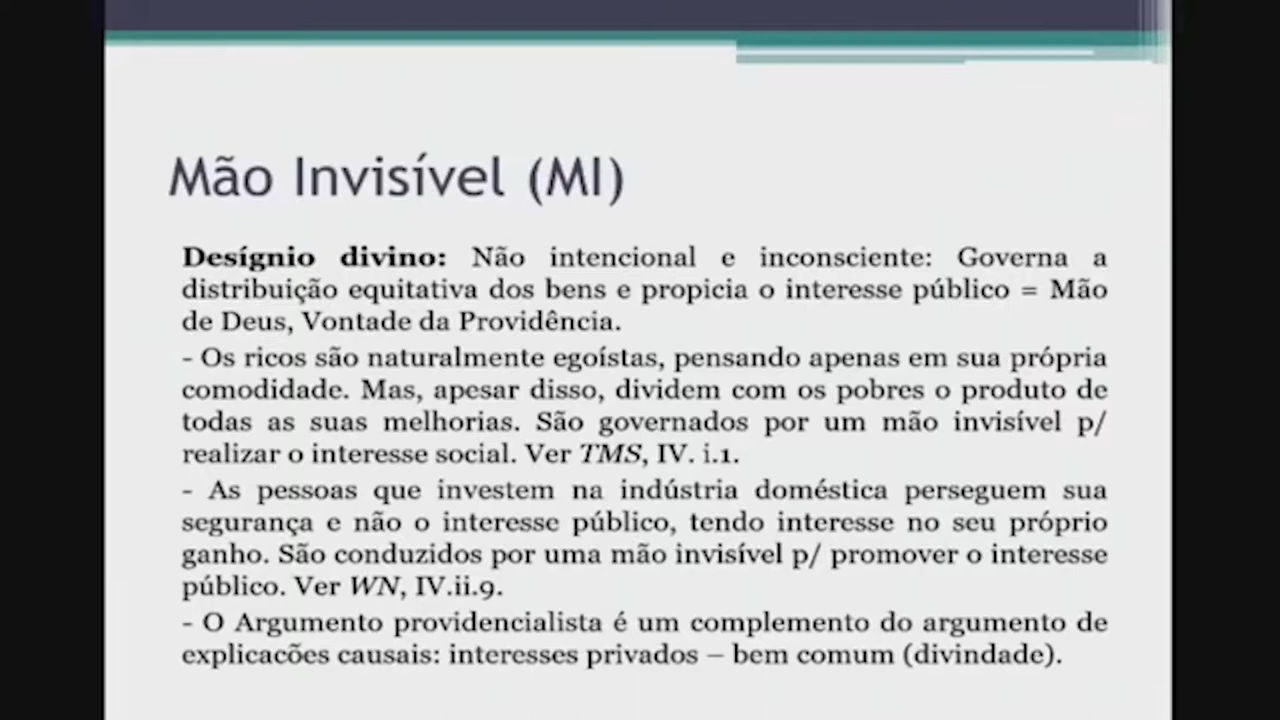 Mão Invisível (MI)
Desígnio divino: Não intencional e inconsciente: Governa a
distribuição equitativa dos bens e propicia o interesse público = Mão
de Deus, Vontade da Providência.
- Os ricos são naturalmente egoístas, pensando apenas em sua própria
comodidade. Mas, apesar disso, dividem com os pobres o produto de
todas as suas melhorias. São governados por um mão invisível p/
realizar o interesse social. Ver TMS, IV. i.1.
- As pessoas que investem na indústria doméstica perseguem sua
segurança e não o interesse público, tendo interesse no seu próprio
ganho. São conduzidos por uma mão invisível p/ promover o interesse
público. Ver WN, IV.ii.9.
- O Argumento providencialista é um complemento do argumento de
explicacões causais: interesses privados – bem comum (divindade).